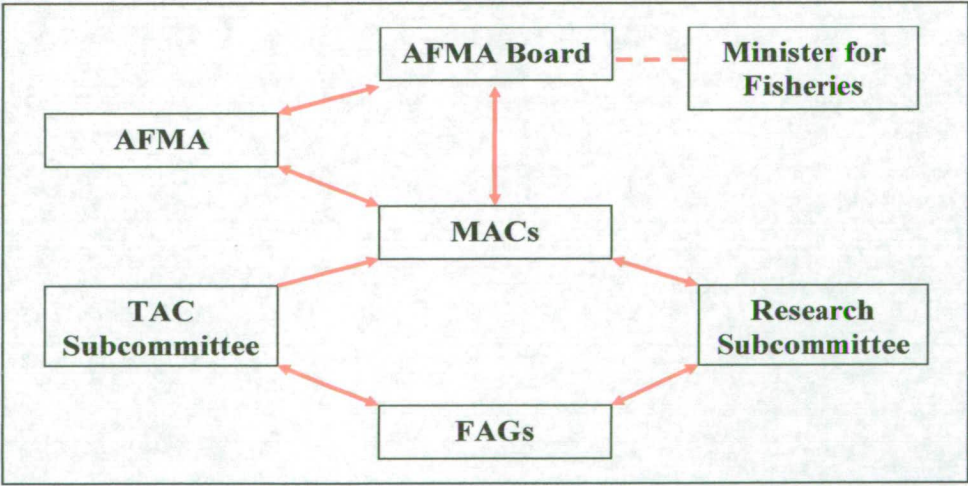 AFMA Board
Minister for
Fisheries
AFMA
MACs
TAC
Subcommittee
Research
Subcommittee
FAGs